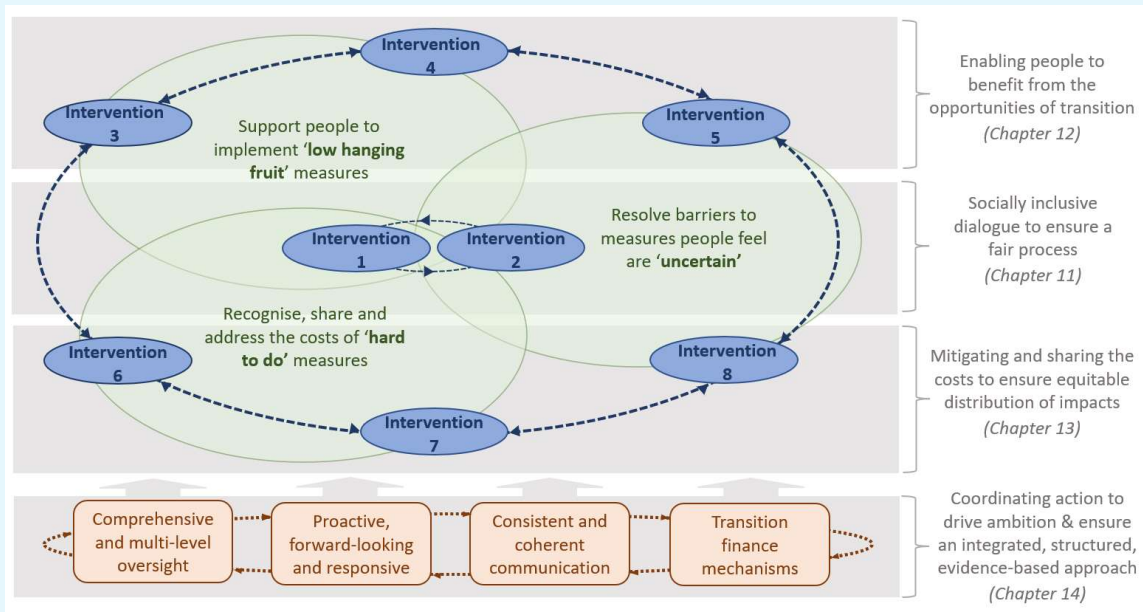 Intervention
4
Intervention
3
Intervention
5
Support people to
implement ‘low hanging
fruit’ measures
Enabling people to
benefit from the
opportunities of transition
(Chapter 12)
Intervention
1
Intervention
2
Resolve barriers to
measures people feel
are ‘uncertain’
Socially inclusive
dialogue to ensure a
fair process
(Chapter 11)
Recognise, share and
address the costs of ‘hard
to do’ measures
Intervention
6
Intervention
7
Intervention
8
Mitigating and sharing the
costs to ensure equitable
distribution of impacts
(Chapter 13)
Comprehensive
and multi-level
oversight
Proactive,
forward-looking
and responsive
Consistent and
coherent
communication
Transition
finance
mechanisms
Coordinating action to
drive ambition & ensure
an integrated, structured,
evidence-based approach
(Chapter 14)